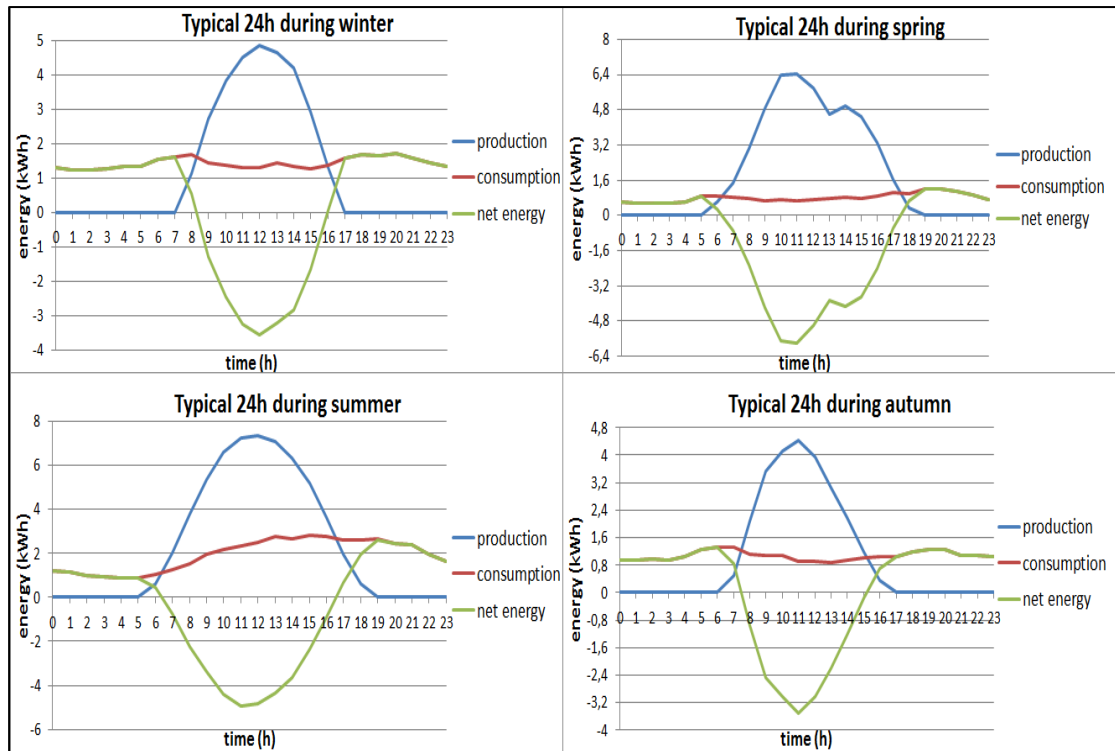 Typical 24h during winter
5
4
3
2
1
0
-1
-2
-3
-4
energy (kWh)
0 1 2 3 4 5 6 7 8 9 10 11 12 13 14 15 16 17 18 19 20 21 22 23
time (h)
production
consumption
net energy
Typical 24h during spring
8
6,4
4,8
3,2
1,6
0
-1,6
-3,2
-4,8
-6,4
energy (kWh)
0 1 2 3 4 5 6 7 8 9 10 11 12 13 14 15 16 17 18 19 20 21 22 23
time (h)
production
consumption
net energy
Typical 24h during summer
8
6
4
2
0
-2
-4
-6
energy (kWh)
0 1 2 3 4 5 6 7 8 9 10 11 12 13 14 15 16 17 18 19 20 21 22 23
time (h)
production
consumption
net energy
Typical 24h during autumn
4,8
4
3,2
2,4
1,6
0,8
0
-0,8
-1,6
-2,4
-3,2
-4
energy (kWh)
0 1 2 3 4 5 6 7 8 9 10 11 12 13 14 15 16 17 18 19 20 21 22 23
time (h)
production
consumption
net energy